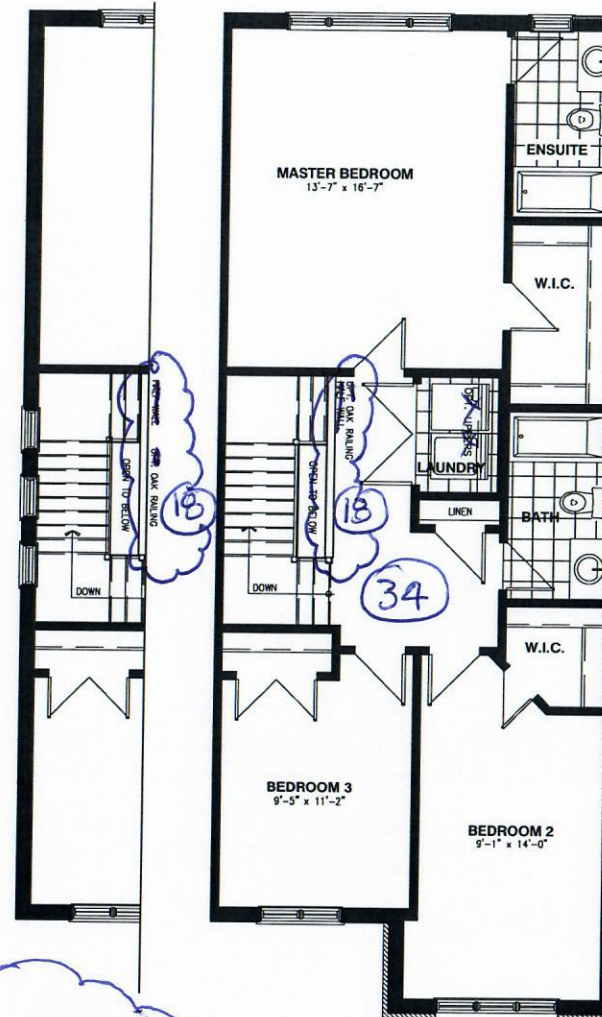 ENSUITE
MASTER BEDROOM
13'-7" x 16'-7"
W.I.C.
OPT. OAK RAILING
OPEN TO BELOW
DOWN
18
OPT. OAK RAILING
OPEN TO BELOW
DOWN
18
OPT. UPPERS
LAUNDRY
LINEN
BATH
34
W.I.C.
BEDROOM 3
9'-5" x 11'-2"
BEDROOM 2
9'-1" x 14'-0"